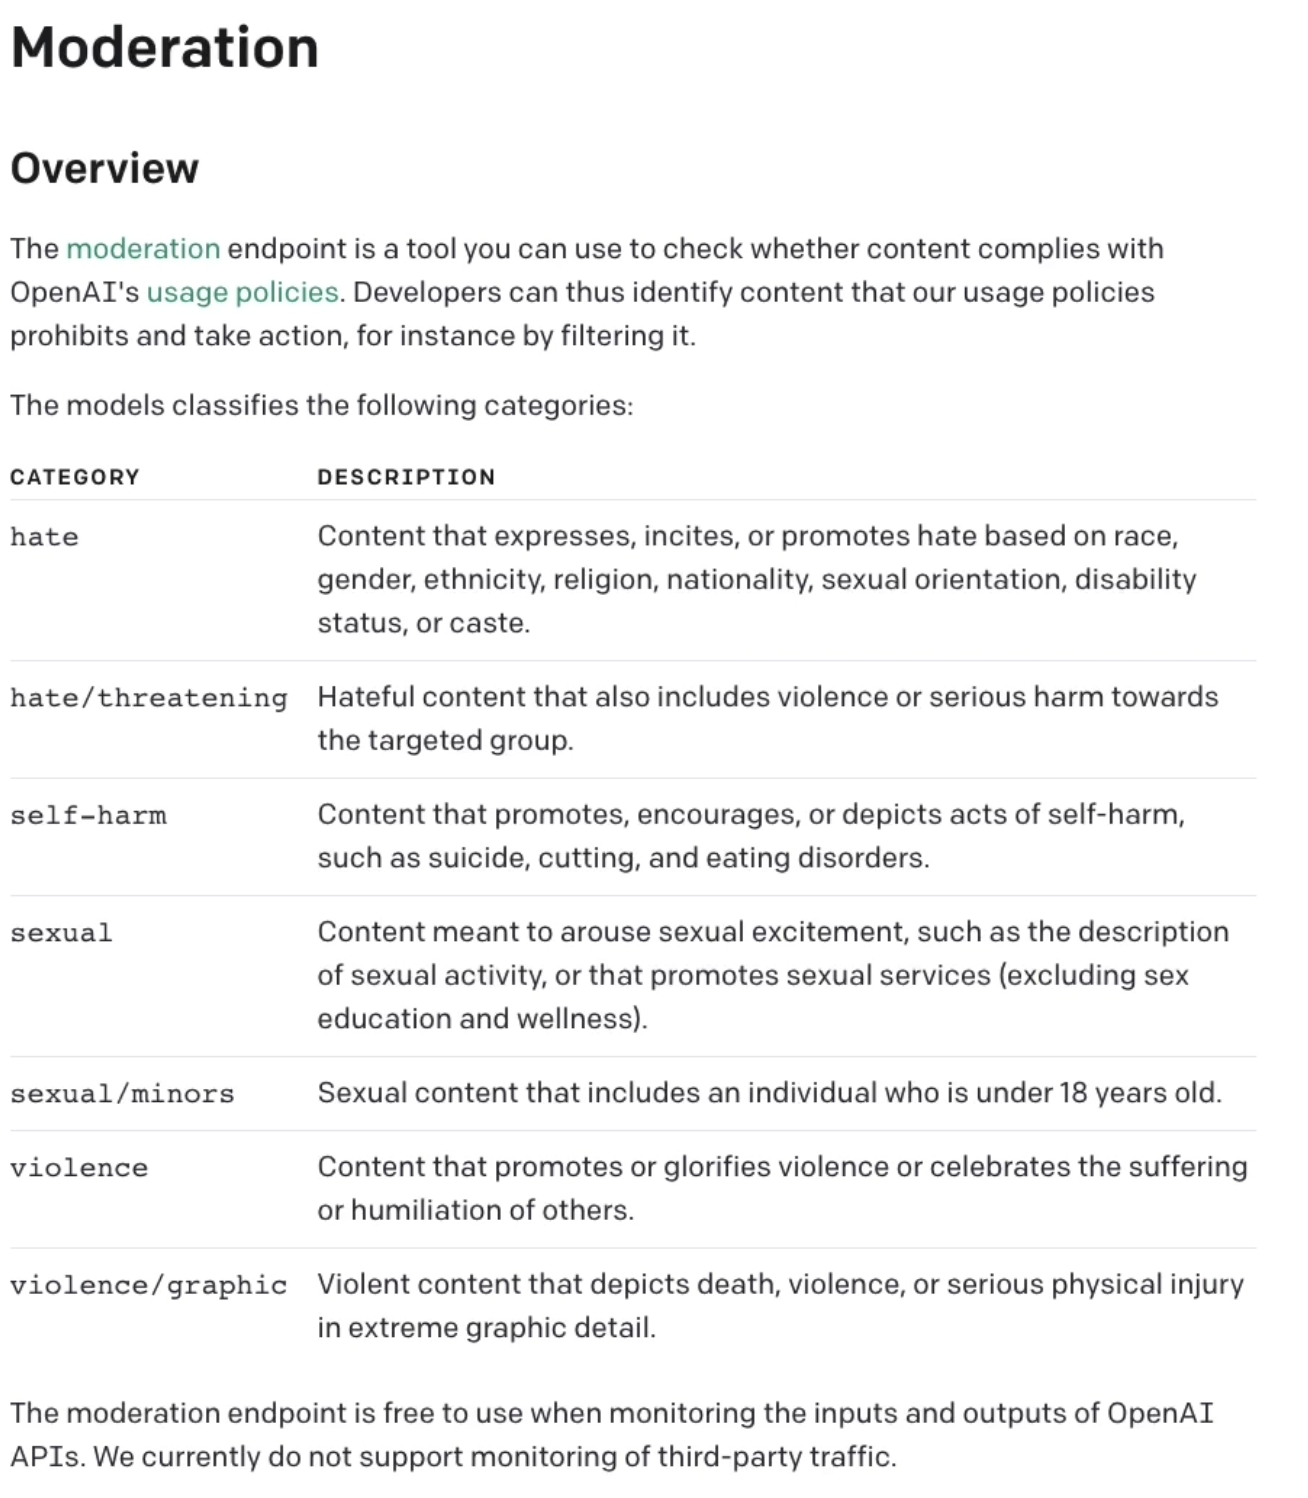 Moderation
Overview
The moderation endpoint is a tool you can use to check whether content complies with
OpenAI's usage policies. Developers can thus identify content that our usage policies
prohibits and take action, for instance by filtering it.
The models classifies the following categories:
CATEGORY DESCRIPTION
hate Content that expresses, incites, or promotes hate based on race,
gender, ethnicity, religion, nationality, sexual orientation, disability
status, or caste.
hate/threatening Hateful content that also includes violence or serious harm towards
the targeted group.
self-harm Content that promotes, encourages, or depicts acts of self-harm,
such as suicide, cutting, and eating disorders.
sexual Content meant to arouse sexual excitement, such as the description
of sexual activity, or that promotes sexual services (excluding sex
education and wellness).
sexual/minors Sexual content that includes an individual who is under 18 years old.
violence Content that promotes or glorifies violence or celebrates the suffering
or humiliation of others.
violence/graphic Violent content that depicts death, violence, or serious physical injury
in extreme graphic detail.
The moderation endpoint is free to use when monitoring the inputs and outputs of OpenAI
APIs. We currently do not support monitoring of third-party traffic.